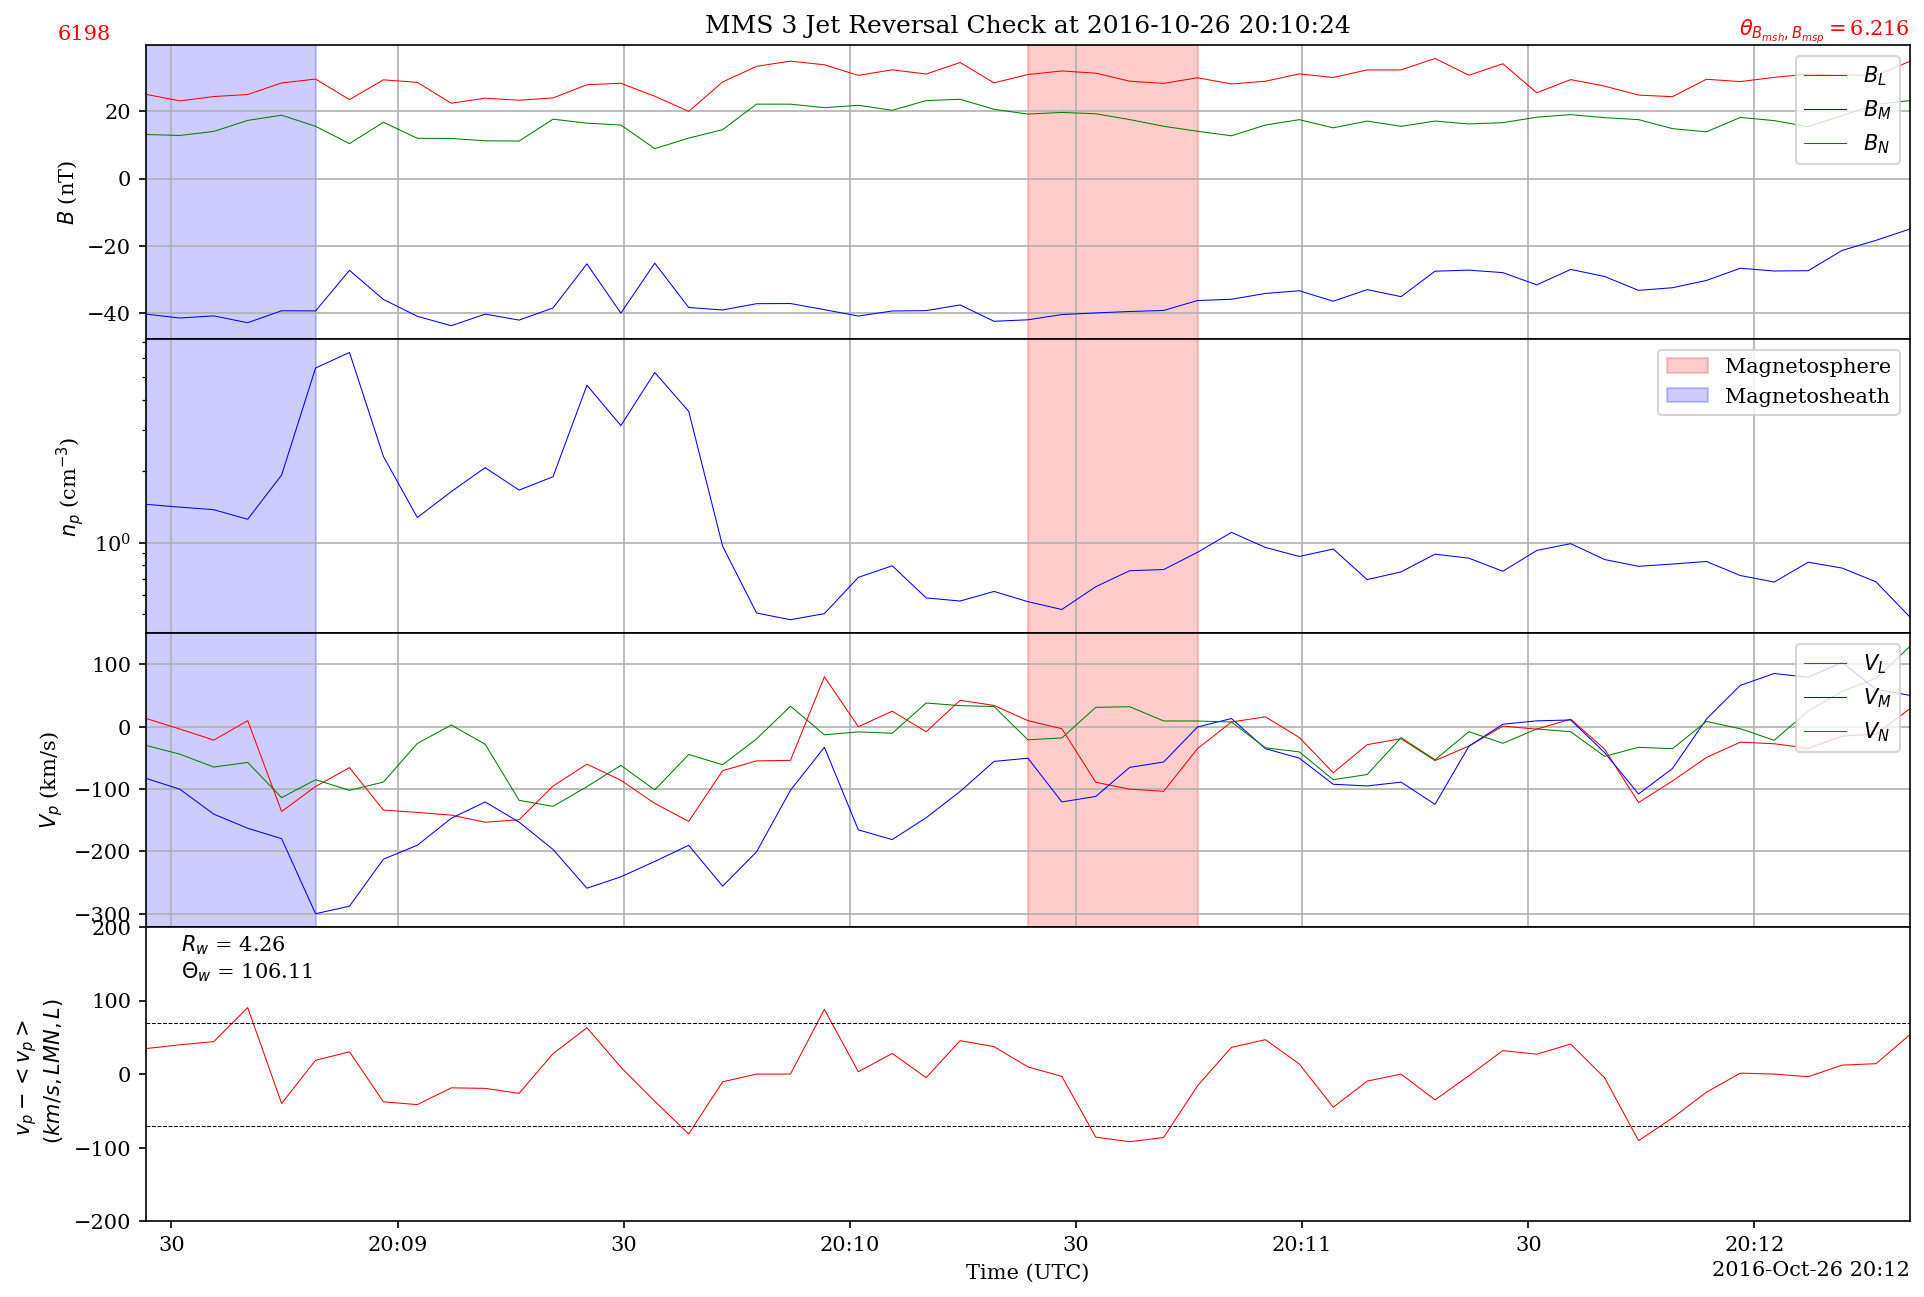 6198
MMS 3 Jet Reversal Check at 2016-10-26 20:10:24
θ_{B_{msh}, B_{msp}} = 6.216
B (nT)
20
0
−20
−40
B_L
B_M
B_N
n_p (cm^{−3})
10^0
Magnetosphere
Magnetosheath
V_p (km/s)
100
0
−100
−200
−300
V_L
V_M
V_N
v_p − < v_p >
(km/s, LMN, L)
200
100
0
−100
−200
R_w = 4.26
Θ_w = 106.11
30
20:09
30
20:10
30
20:11
30
20:12
Time (UTC)
2016-Oct-26 20:12